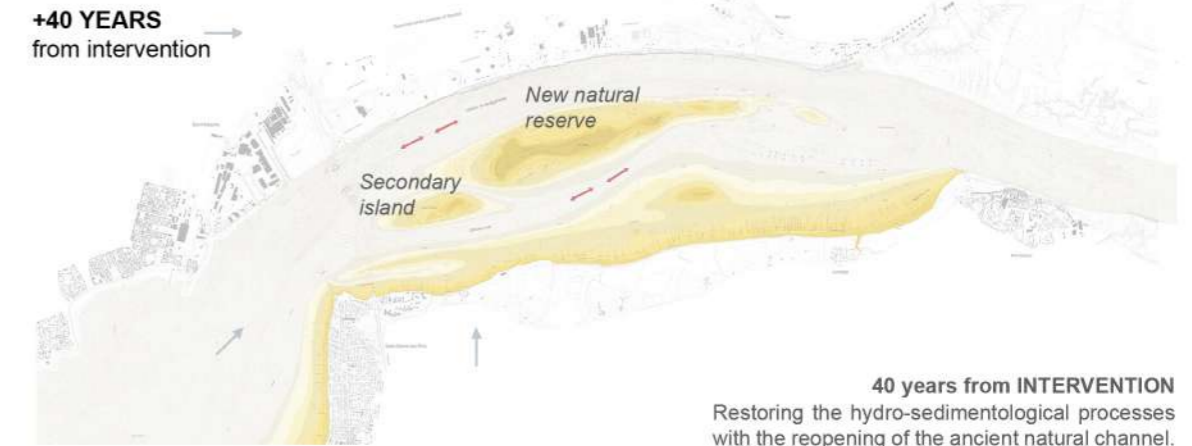 +40 YEARS
from intervention
New natural
reserve
Secondary
island
40 years from INTERVENTION
Restoring the hydro-sedimentological processes
with the reopening of the ancient natural channel.